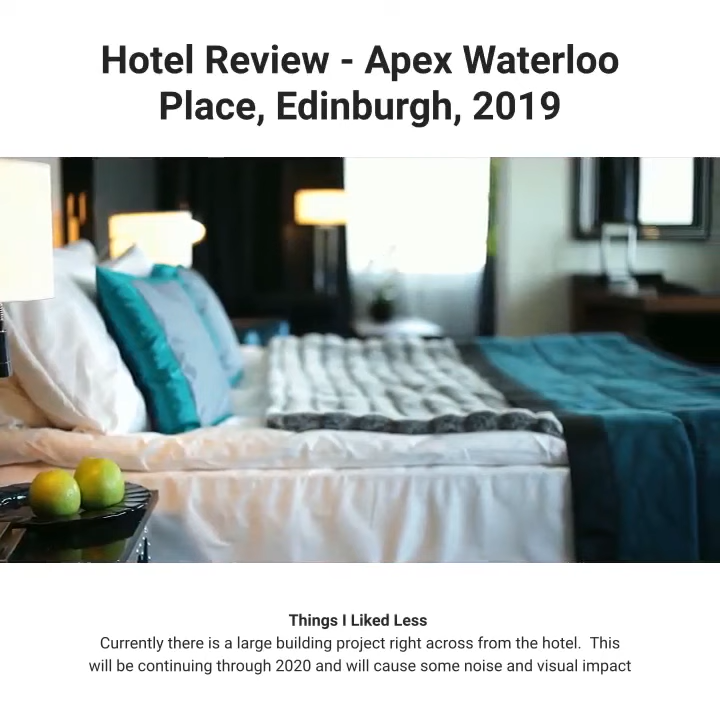 Hotel Review - Apex Waterloo
Place, Edinburgh, 2019
Things I Liked Less
Currently there is a large building project right across from the hotel.  This
will be continuing through 2020 and will cause some noise and visual impact